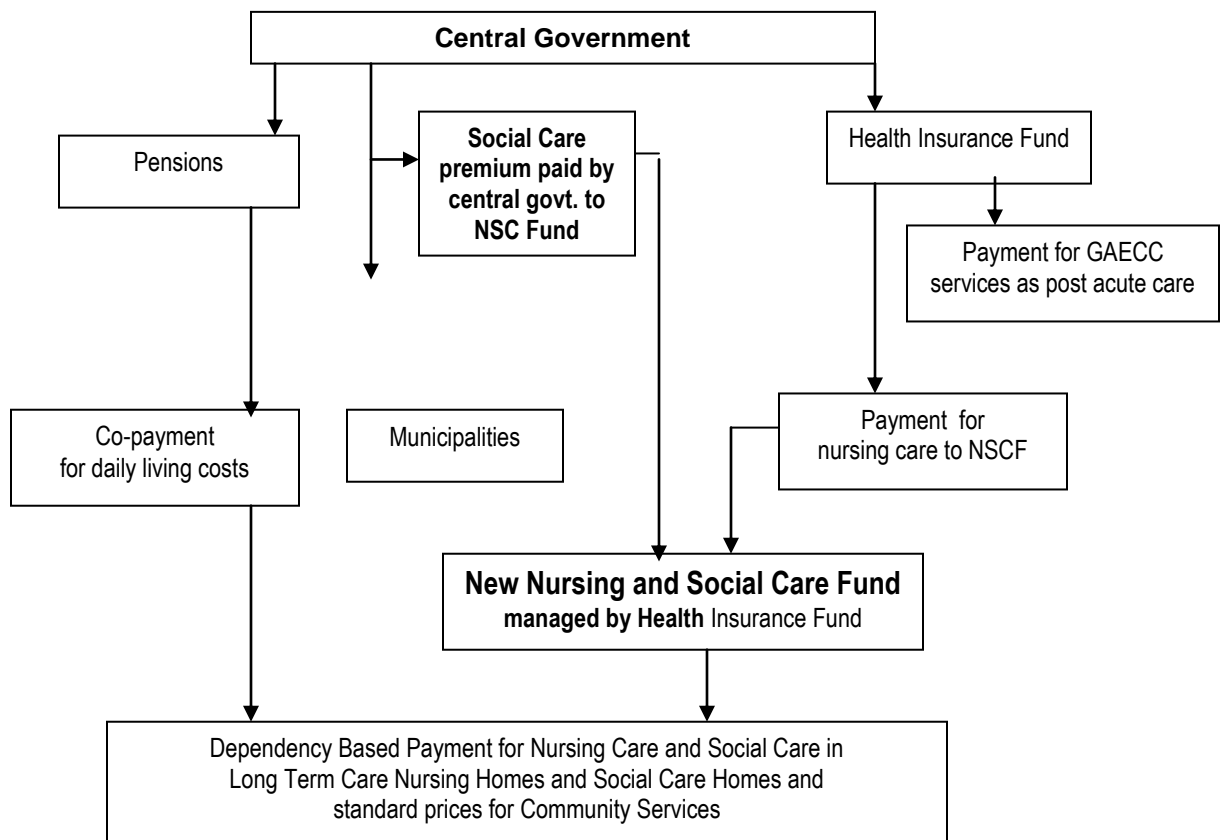 Central Government
Pensions
Social Care
premium paid by
central govt. to
NSC Fund
Health Insurance Fund
Payment for GAECC
services as post acute care
Co-payment
for daily living costs
Municipalities
Payment for
nursing care to NSCF
New Nursing and Social Care Fund
managed by Health Insurance Fund
Dependency Based Payment for Nursing Care and Social Care in
Long Term Care Nursing Homes and Social Care Homes and
standard prices for Community Services